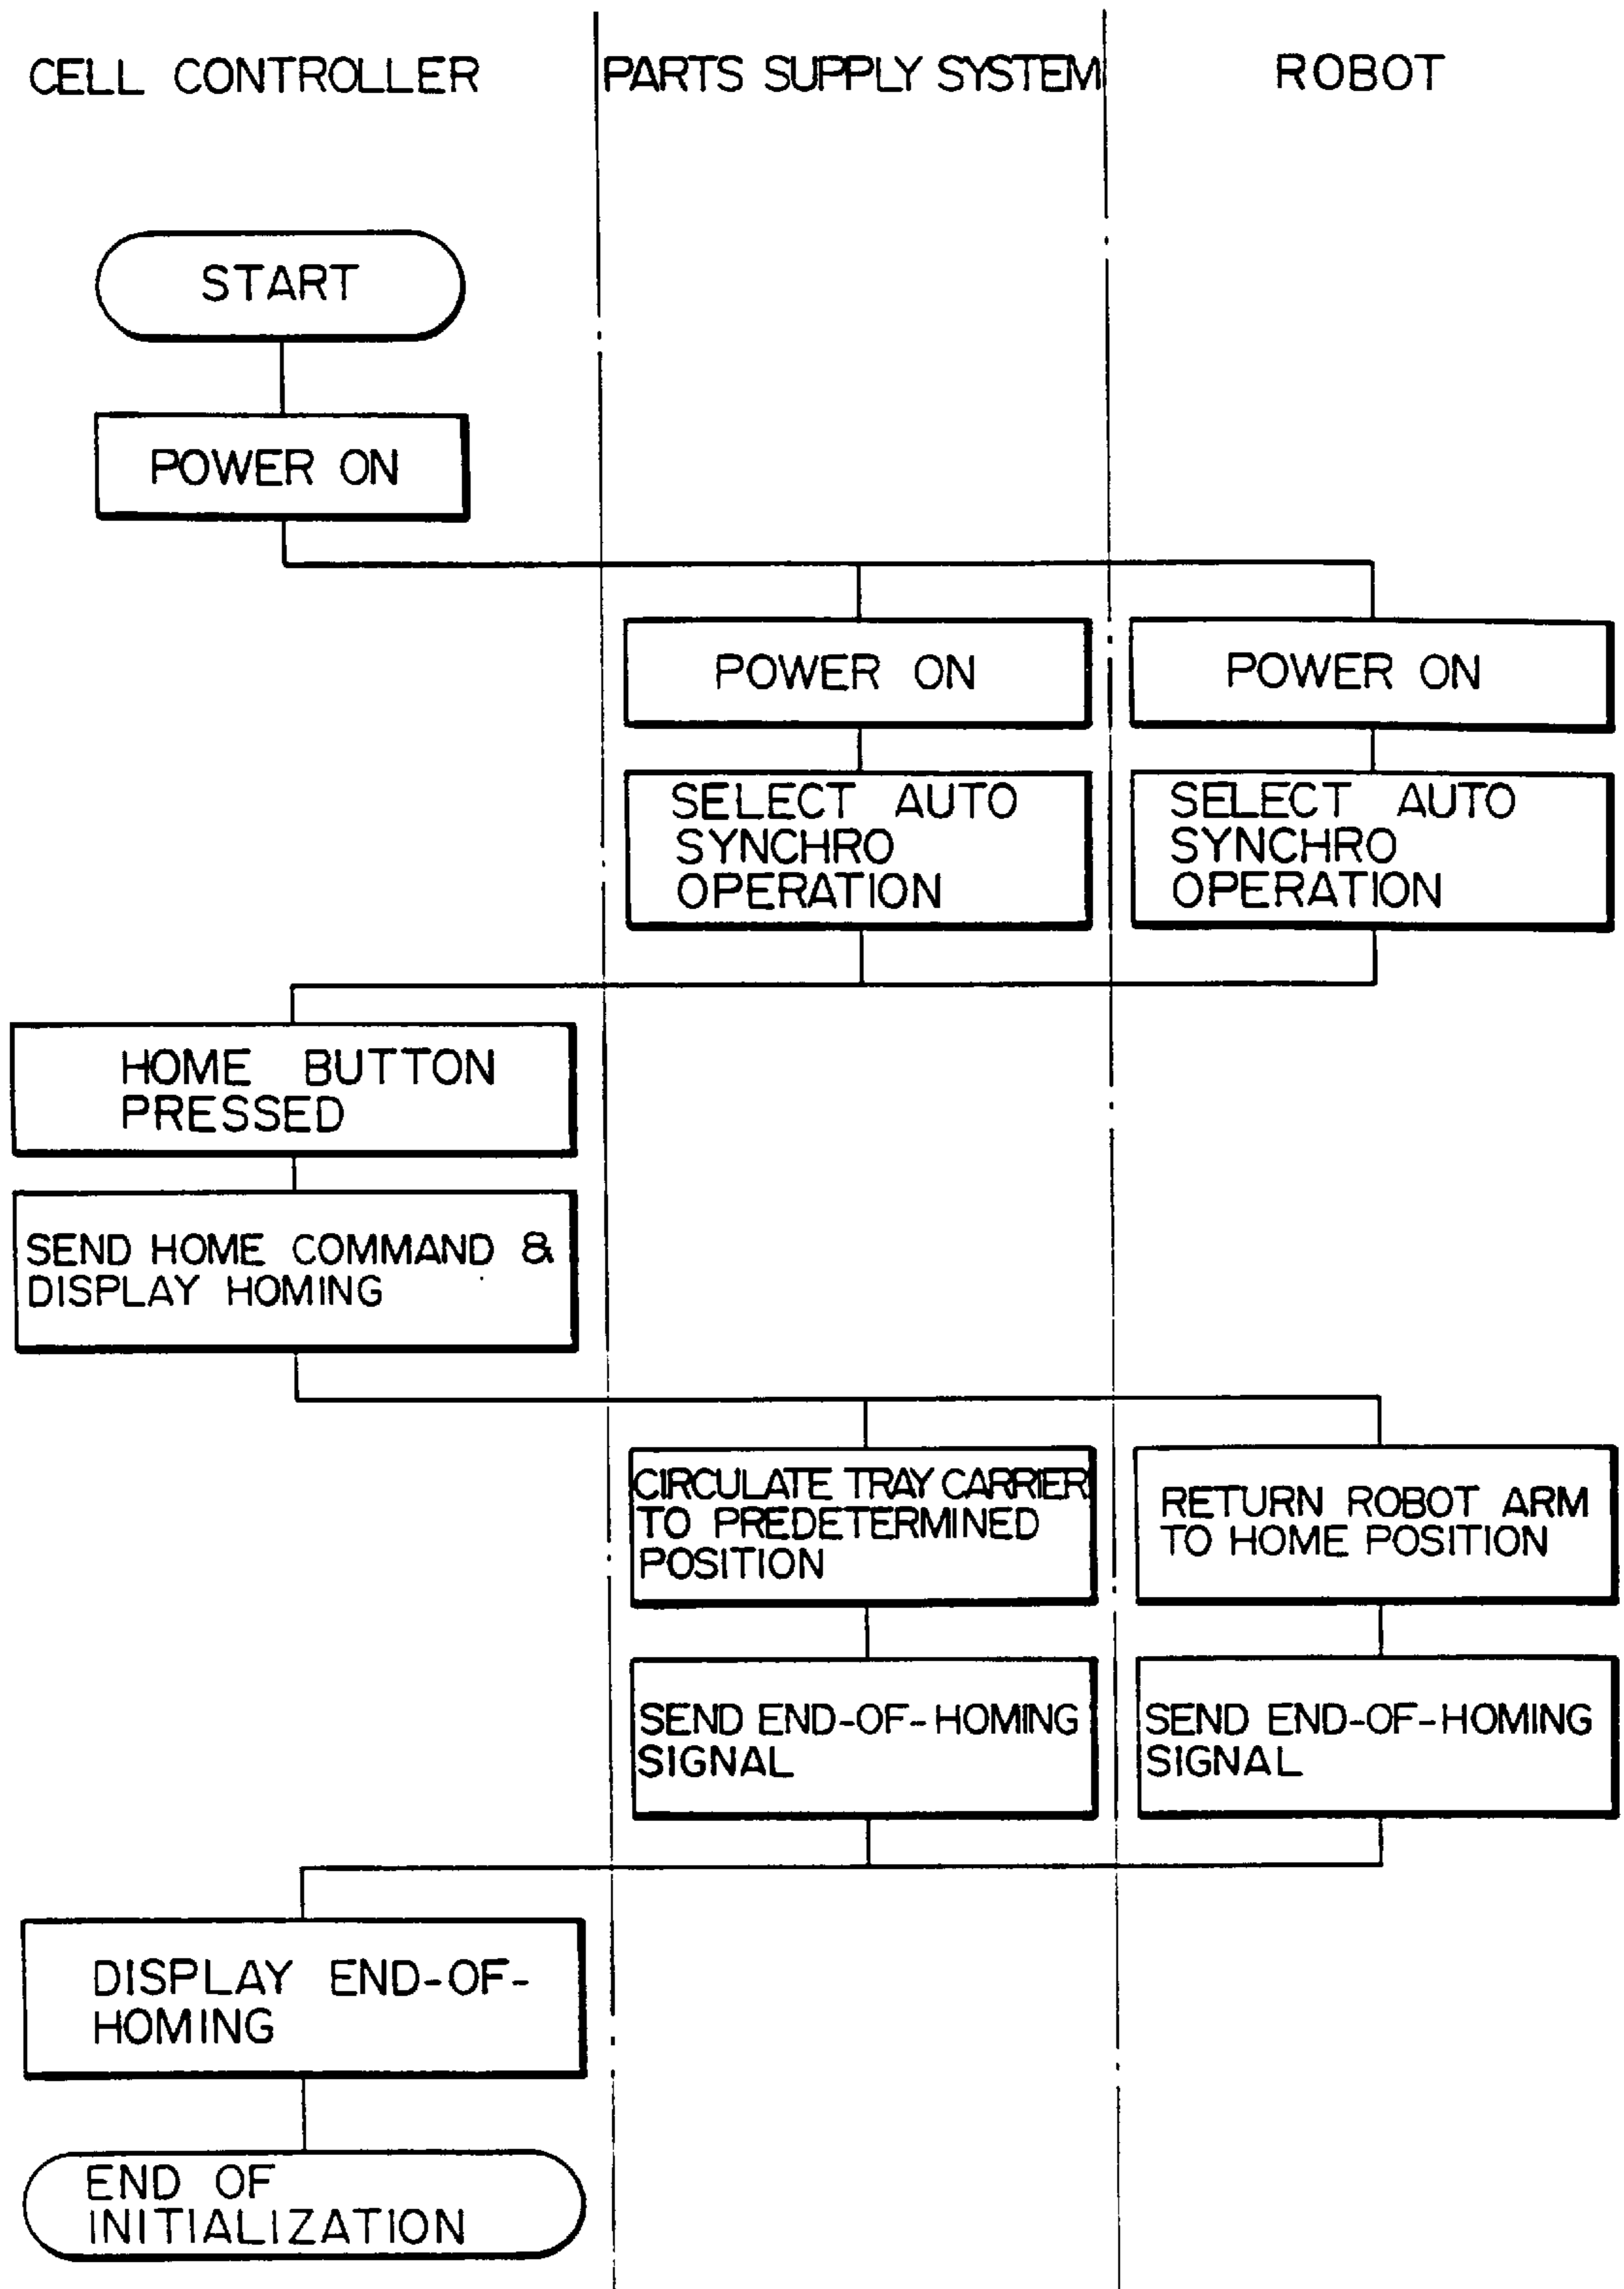 CELL CONTROLLER
PARTS SUPPLY SYSTEM
ROBOT
START
POWER ON
POWER ON
POWER ON
SELECT AUTO
SYNCHRO
OPERATION
SELECT AUTO
SYNCHRO
OPERATION
HOME BUTTON
PRESSED
SEND HOME COMMAND &
DISPLAY HOMING
CIRCULATE TRAY CARRIER
TO PREDETERMINED
POSITION
RETURN ROBOT ARM
TO HOME POSITION
SEND END-OF-HOMING
SIGNAL
SEND END-OF-HOMING
SIGNAL
DISPLAY END-OF-
HOMING
END OF
INITIALIZATION